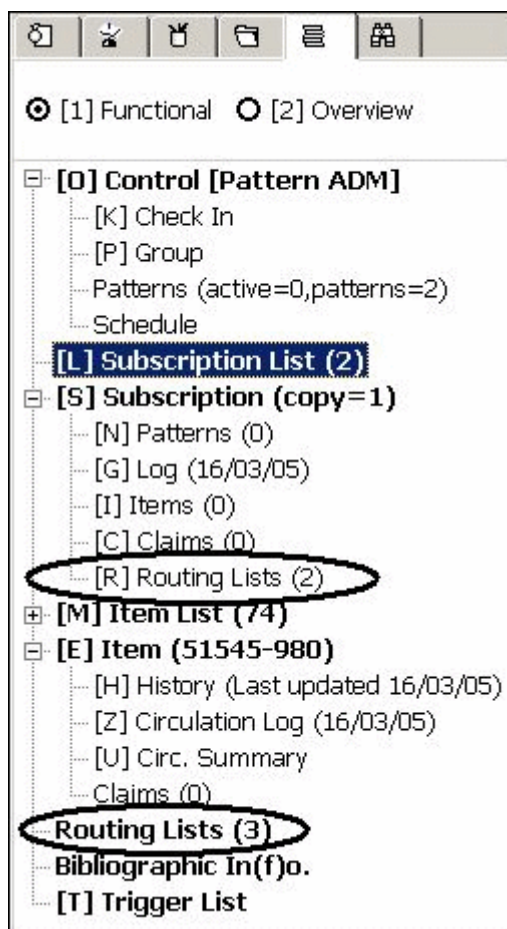 [1] Functional [2] Overview
[O] Control [Pattern ADM]
[K] Check In
[P] Group
Patterns (active=0,patterns=2)
Schedule
[L] Subscription List (2)
[S] Subscription (copy=1)
[N] Patterns (0)
[G] Log (16/03/05)
[I] Items (0)
[C] Claims (0)
[R] Routing Lists (2)
[M] Item List (74)
[E] Item (51545-980)
[H] History (Last updated 16/03/05)
[Z] Circulation Log (16/03/05)
[U] Circ. Summary
Claims (0)
Routing Lists (3)
Bibliographic In(f)o.
[T] Trigger List